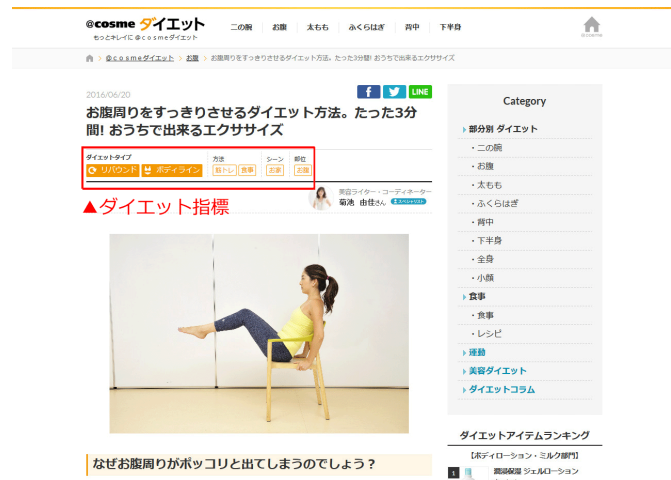 @cosme ダイエット
もっとキレイに @cosmeダイエット
二の腕 お腹 太もも ふくらはぎ 背中 下半身
@cosme
@cosmeダイエット > お腹 > お腹周りをすっきりさせるダイエット方法。たった3分間! おうちで出来るエクササイズ
2016/06/20
LINE
お腹周りをすっきりさせるダイエット方法。たった3分
間! おうちで出来るエクササイズ
ダイエットタイプ 方法 シーン 部位
リバウンド ボディライン 筋トレ 食事 お家 お腹
美容ライター・コーディネーター
菊池 由佳さん スペシャリスト
▲ダイエット指標
なぜお腹周りがポッコリと出てしまうのでしょう？
Category
部分別 ダイエット
・二の腕
・お腹
・太もも
・ふくらはぎ
・背中
・下半身
・全身
・小顔
食事
・食事
・レシピ
運動
美容ダイエット
ダイエットコラム
ダイエットアイテムランキング
【ボディローション・ミルク部門】
1 潤浸保湿 ジェルローション